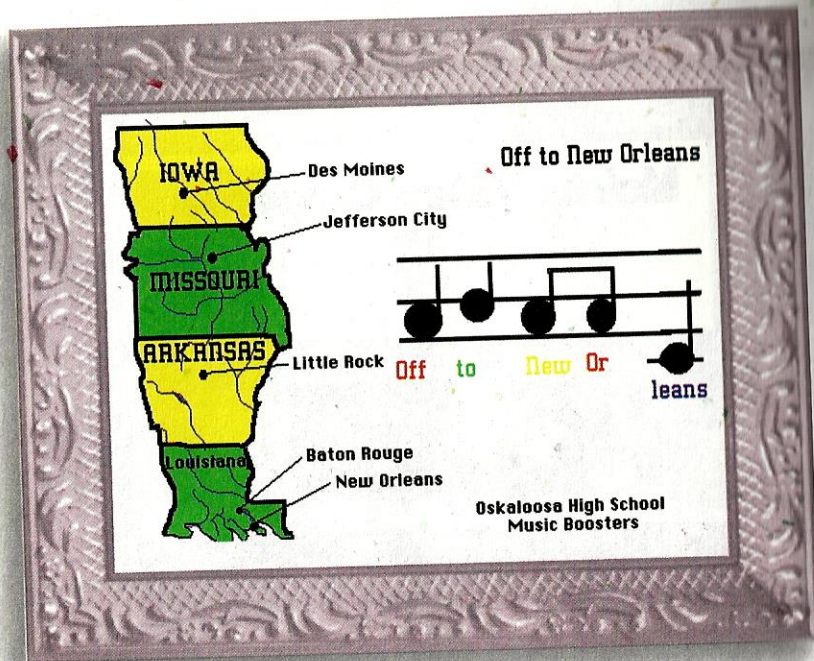 Off to New Orleans
IOWA
Des Moines
Jefferson City
MISSOURI
ARKANSAS
Little Rock
Off to New Or
leans
Louisiana
Baton Rouge
New Orleans
Oskaloosa High School
Music Boosters